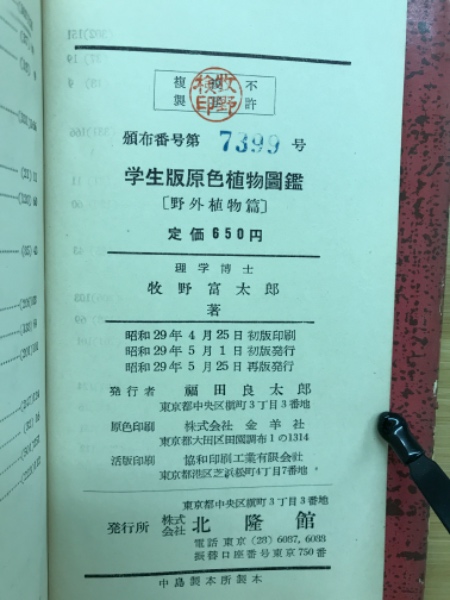 不許
複製
牧野検印
頒布番号第 7399 号
学生版原色植物圖鑑
〔野外植物篇〕
定価650円
理学博士
牧野富太郎
著
昭和29年4月25日初版印刷
昭和29年5月1日初版発行
昭和29年5月25日再版発行
発行者 福田良太郎
東京都中央区槇町3丁目3番地
原色印刷 株式会社 金羊社
東京都大田区田園調布1の1314
活版印刷 協和印刷工業有限会社
東京都港区芝浜松町4丁目7番地
東京都中央区槇町3丁目3番地
発行所 株式会社 北隆館
電話 東京 (28) 6087, 6088
振替口座番号東京750番
中島製本所製本